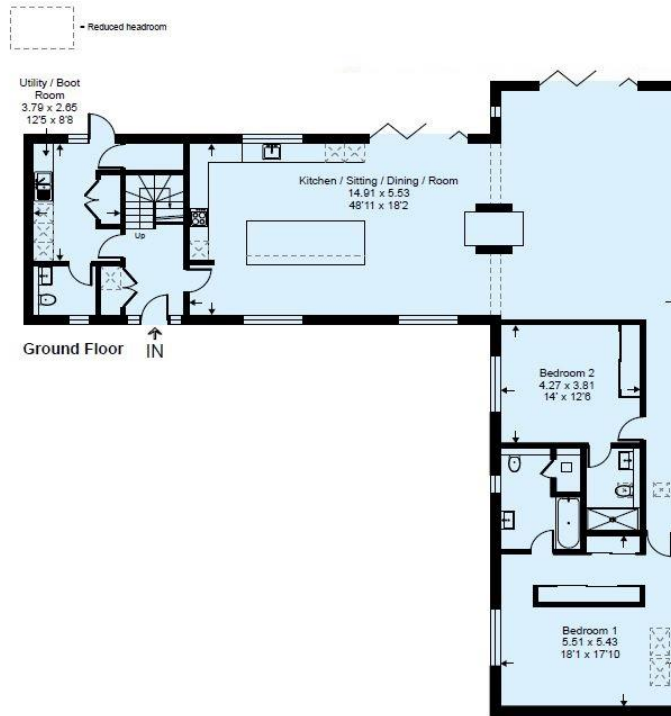 = Reduced headroom
Utility / Boot
Room
3.79 x 2.65
12'5 x 8'8
Kitchen / Sitting / Dining / Room
14.91 x 5.53
48'11 x 18'2
Up
Ground Floor
IN
Bedroom 2
4.27 x 3.81
14' x 12'6
Bedroom 1
5.51 x 5.43
18'1 x 17'10